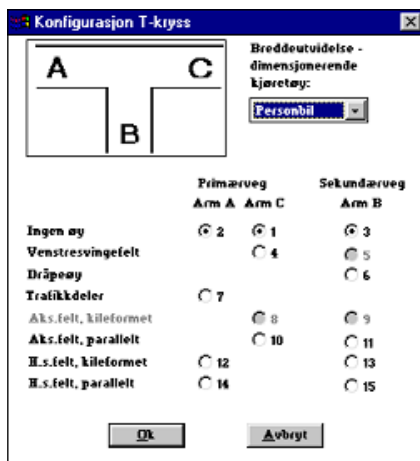 Konfigurasjon T-kryss
A C
B
Breddeutvidelse -
dimensjonerende
kjøretøy:
Personbil
Primærveg Sekundærveg
Arm A Arm C Arm B
Ingen øy 2 1 3
Venstresvingefelt 4 5
Dråpeøy 6
Trafikkdeler 7
Aks.felt, kileformet 8 9
Aks.felt, parallelt 10 11
H.s.felt, kileformet 12 13
H.s.felt, parallelt 14 15
Ok Avbryt